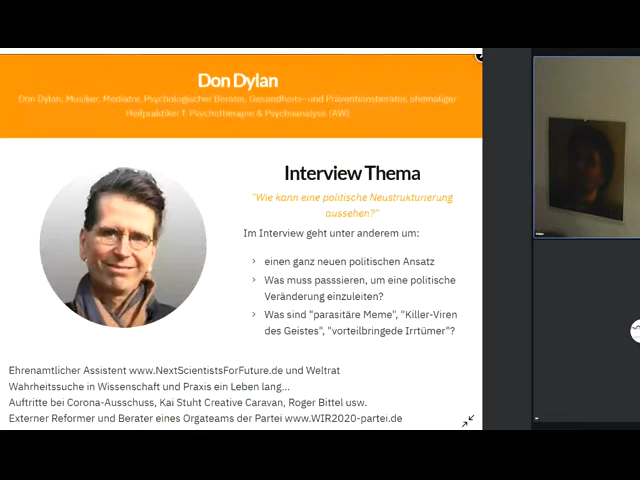 Don Dylan
Don Dylan, Musiker, Mediator, Psychologischer Berater, Gesundheits- und Präventionsberater, ehemaliger
Heilpraktiker f. Psychotherapie & Psychoanalyse (AW)
Interview Thema
"Wie kann eine politische Neustrukturierung
aussehen?"
Im Interview geht unter anderem um:
einen ganz neuen politischen Ansatz
Was muss passsieren, um eine politische
Veränderung einzuleiten?
Was sind "parasitäre Meme", "Killer-Viren
des Geistes", "vorteilbringede Irrtümer"?
Ehrenamtlicher Assistent www.NextScientistsForFuture.de und Weltrat
Wahrheitssuche in Wissenschaft und Praxis ein Leben lang...
Auftritte bei Corona-Ausschuss, Kai Stuht Creative Caravan, Roger Bittel usw.
Externer Reformer und Berater eines Orgateams der Partei www.WIR2020-partei.de